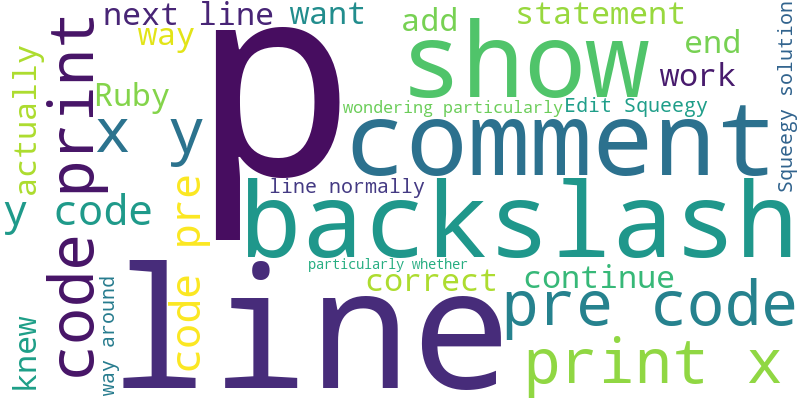 next line
want
statement
way
add
end
Squeegy solution
actually
print
p
show
work
Ruby
wondering particularly
Edit Squeegy
x y
comment
line normally
backslash
y code
code
pre
particularly whether
line
correct
continue
pre code
code
knew
way around
print x